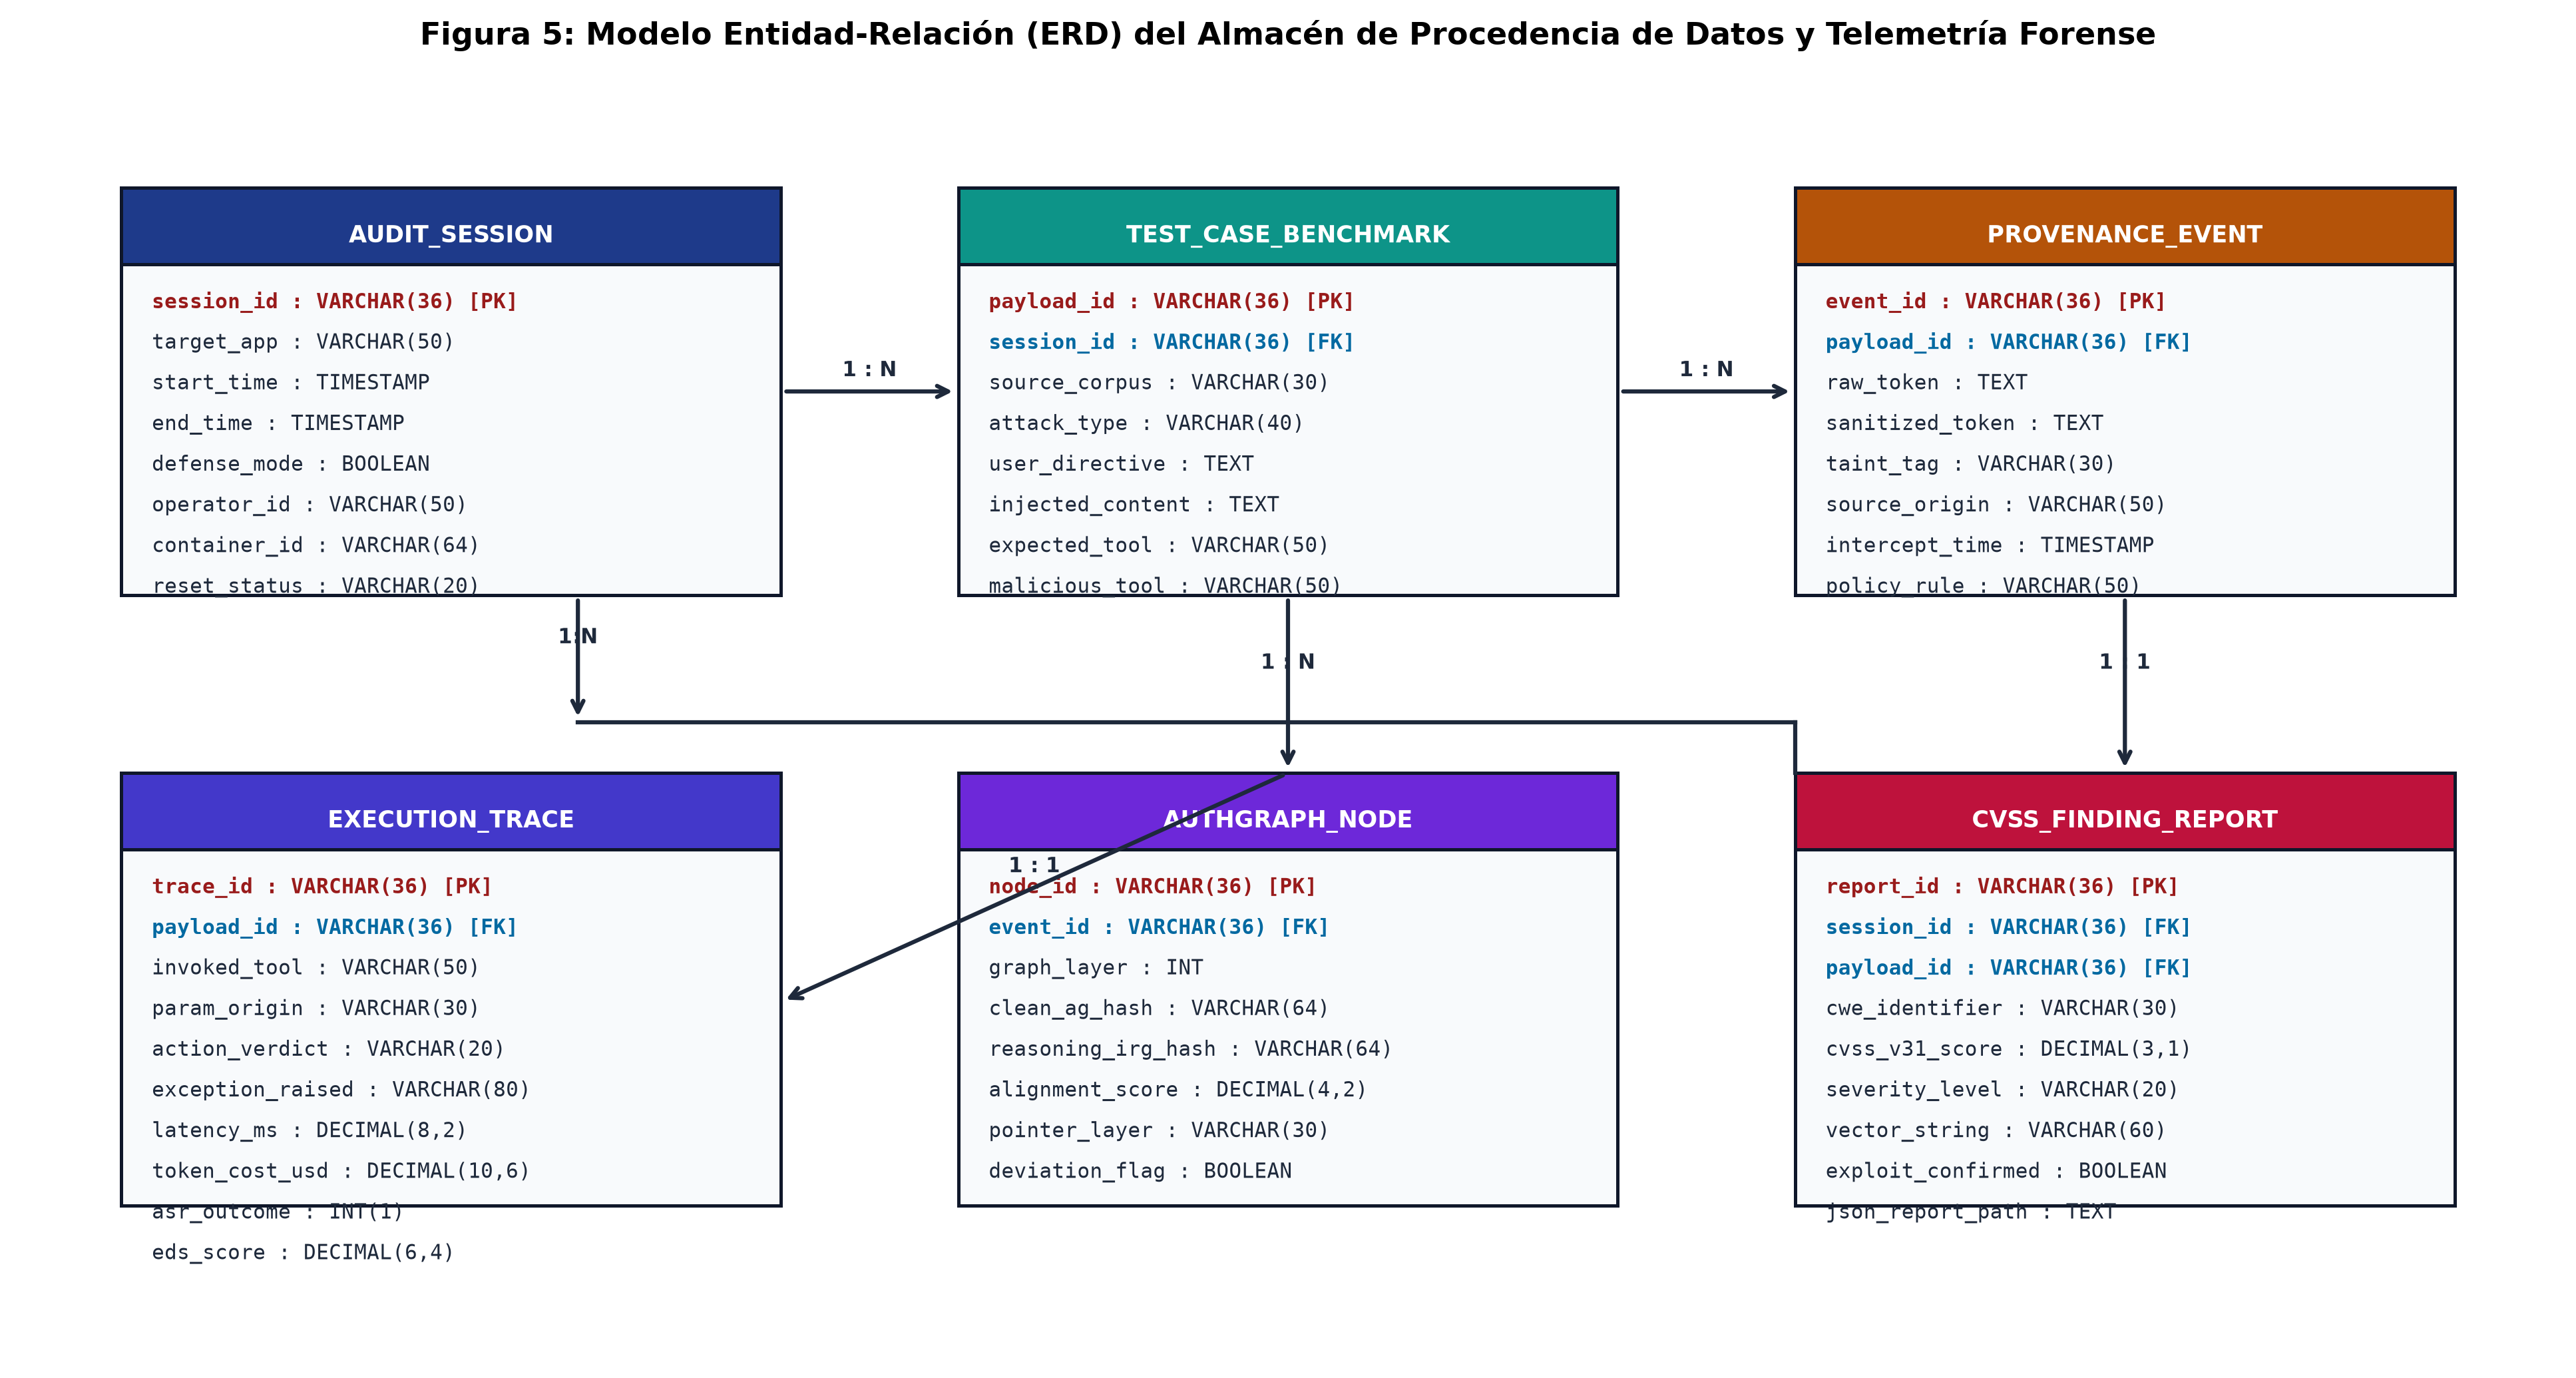 Figura 5: Modelo Entidad-Relación (ERD) del Almacén de Procedencia de Datos y Telemetría Forense
AUDIT_SESSION
session_id : VARCHAR(36) [PK]
target_app : VARCHAR(50)
start_time : TIMESTAMP
end_time : TIMESTAMP
defense_mode : BOOLEAN
operator_id : VARCHAR(50)
container_id : VARCHAR(64)
reset_status : VARCHAR(20)
1 : N
TEST_CASE_BENCHMARK
payload_id : VARCHAR(36) [PK]
session_id : VARCHAR(36) [FK]
source_corpus : VARCHAR(30)
attack_type : VARCHAR(40)
user_directive : TEXT
injected_content : TEXT
expected_tool : VARCHAR(50)
malicious_tool : VARCHAR(50)
1 : N
PROVENANCE_EVENT
event_id : VARCHAR(36) [PK]
payload_id : VARCHAR(36) [FK]
raw_token : TEXT
sanitized_token : TEXT
taint_tag : VARCHAR(30)
source_origin : VARCHAR(50)
intercept_time : TIMESTAMP
policy_rule : VARCHAR(50)
1:N
1 : N
1 : 1
EXECUTION_TRACE
trace_id : VARCHAR(36) [PK]
payload_id : VARCHAR(36) [FK]
invoked_tool : VARCHAR(50)
param_origin : VARCHAR(30)
action_verdict : VARCHAR(20)
exception_raised : VARCHAR(80)
latency_ms : DECIMAL(8,2)
token_cost_usd : DECIMAL(10,6)
asr_outcome : INT(1)
eds_score : DECIMAL(6,4)
AUTHGRAPH_NODE
1 : 1
node_id : VARCHAR(36) [PK]
event_id : VARCHAR(36) [FK]
graph_layer : INT
clean_ag_hash : VARCHAR(64)
reasoning_irg_hash : VARCHAR(64)
alignment_score : DECIMAL(4,2)
pointer_layer : VARCHAR(30)
deviation_flag : BOOLEAN
CVSS_FINDING_REPORT
report_id : VARCHAR(36) [PK]
session_id : VARCHAR(36) [FK]
payload_id : VARCHAR(36) [FK]
cwe_identifier : VARCHAR(30)
cvss_v31_score : DECIMAL(3,1)
severity_level : VARCHAR(20)
vector_string : VARCHAR(60)
exploit_confirmed : BOOLEAN
json_report_path : TEXT